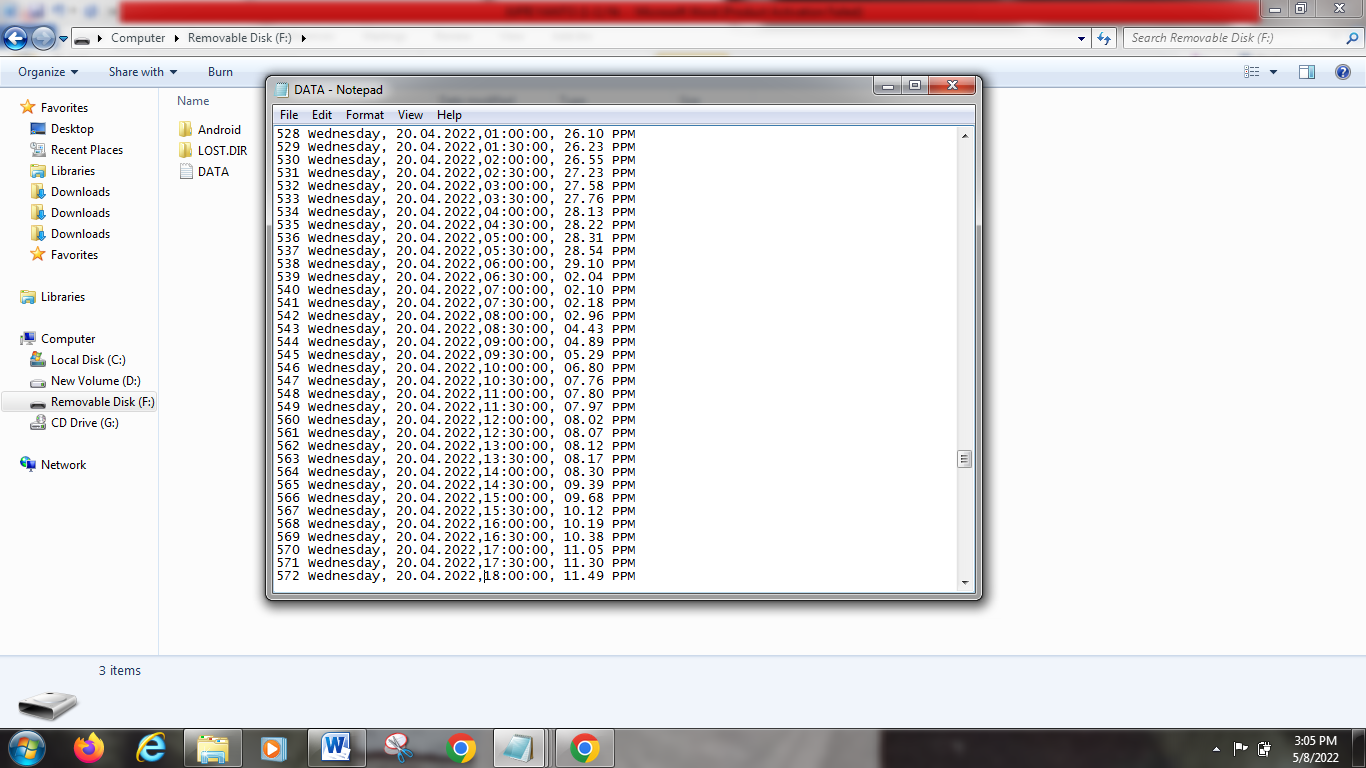 Computer
Removable Disk (F:)
Search Removable Disk (F:)
Organize
Share with
Burn
Favorites
Desktop
Recent Places
Libraries
Downloads
Downloads
Downloads
Favorites
Libraries
Computer
Local Disk (C:)
New Volume (D:)
Removable Disk (F:)
CD Drive (G:)
Network
Name
Android
LOST.DIR
DATA
DATA - Notepad
File Edit Format View Help
528 Wednesday, 20.04.2022,01:00:00, 26.10 PPM
529 Wednesday, 20.04.2022,01:30:00, 26.23 PPM
530 Wednesday, 20.04.2022,02:00:00, 26.55 PPM
531 Wednesday, 20.04.2022,02:30:00, 27.23 PPM
532 Wednesday, 20.04.2022,03:00:00, 27.58 PPM
533 Wednesday, 20.04.2022,03:30:00, 27.76 PPM
534 Wednesday, 20.04.2022,04:00:00, 28.13 PPM
535 Wednesday, 20.04.2022,04:30:00, 28.22 PPM
536 Wednesday, 20.04.2022,05:00:00, 28.31 PPM
537 Wednesday, 20.04.2022,05:30:00, 28.54 PPM
538 Wednesday, 20.04.2022,06:00:00, 29.10 PPM
539 Wednesday, 20.04.2022,06:30:00, 02.04 PPM
540 Wednesday, 20.04.2022,07:00:00, 02.10 PPM
541 Wednesday, 20.04.2022,07:30:00, 02.18 PPM
542 Wednesday, 20.04.2022,08:00:00, 02.96 PPM
543 Wednesday, 20.04.2022,08:30:00, 04.43 PPM
544 Wednesday, 20.04.2022,09:00:00, 04.89 PPM
545 Wednesday, 20.04.2022,09:30:00, 05.29 PPM
546 Wednesday, 20.04.2022,10:00:00, 06.80 PPM
547 Wednesday, 20.04.2022,10:30:00, 07.76 PPM
548 Wednesday, 20.04.2022,11:00:00, 07.80 PPM
549 Wednesday, 20.04.2022,11:30:00, 07.97 PPM
560 Wednesday, 20.04.2022,12:00:00, 08.02 PPM
561 Wednesday, 20.04.2022,12:30:00, 08.07 PPM
562 Wednesday, 20.04.2022,13:00:00, 08.12 PPM
563 Wednesday, 20.04.2022,13:30:00, 08.17 PPM
564 Wednesday, 20.04.2022,14:00:00, 08.30 PPM
565 Wednesday, 20.04.2022,14:30:00, 09.39 PPM
566 Wednesday, 20.04.2022,15:00:00, 09.68 PPM
567 Wednesday, 20.04.2022,15:30:00, 10.12 PPM
568 Wednesday, 20.04.2022,16:00:00, 10.19 PPM
569 Wednesday, 20.04.2022,16:30:00, 10.38 PPM
570 Wednesday, 20.04.2022,17:00:00, 11.05 PPM
571 Wednesday, 20.04.2022,17:30:00, 11.30 PPM
572 Wednesday, 20.04.2022,18:00:00, 11.49 PPM
3 items
3:05 PM
5/8/2022